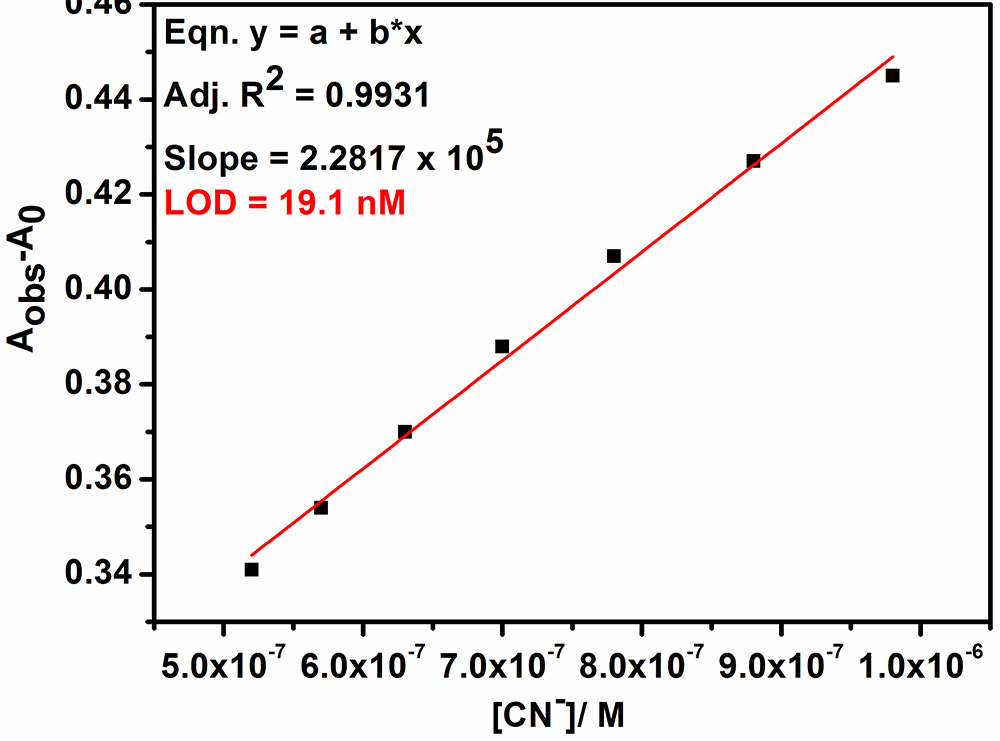 0.46
Eqn. y = a + b*x
Adj. R² = 0.9931
Slope = 2.2817 x 10⁵
LOD = 19.1 nM
0.44
0.42
0.40
0.38
0.36
0.34
Aobs-A0
5.0x10⁻⁷ 6.0x10⁻⁷ 7.0x10⁻⁷ 8.0x10⁻⁷ 9.0x10⁻⁷ 1.0x10⁻⁶
[CN⁻]/ M